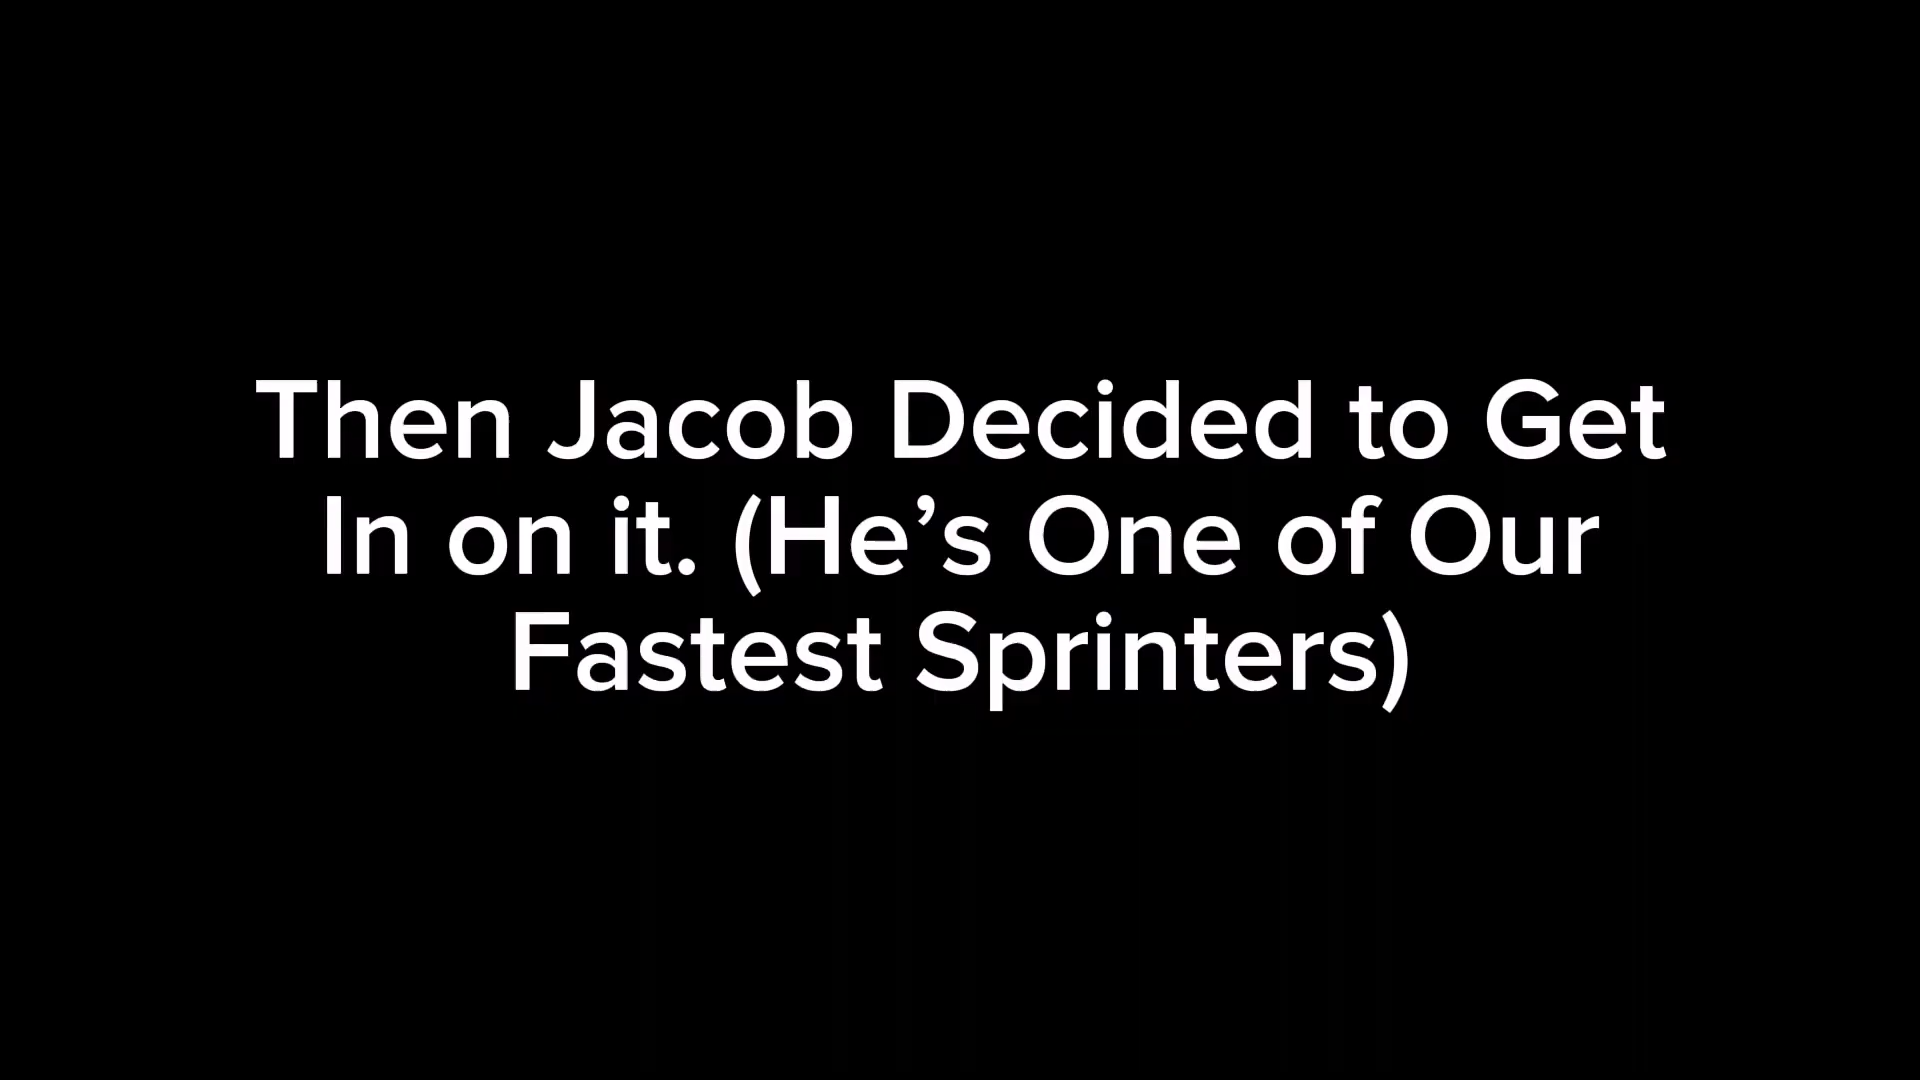 Then Jacob Decided to Get
In on it. (He’s One of Our
Fastest Sprinters)